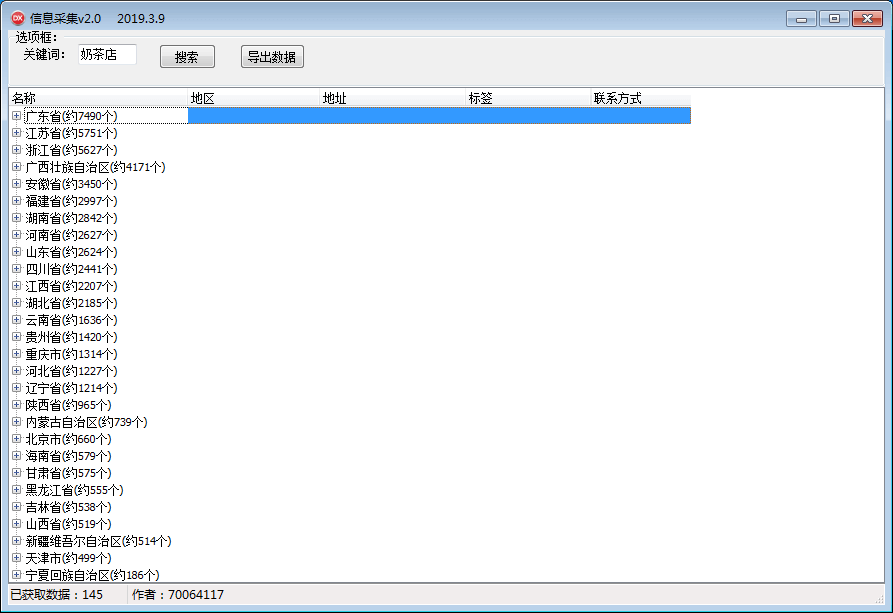 DX 信息采集v2.0 2019.3.9
选项框:
关键词: 奶茶店 搜索 导出数据
名称 地区 地址 标签 联系方式
广东省(约7490个)
江苏省(约5751个)
浙江省(约5627个)
广西壮族自治区(约4171个)
安徽省(约3450个)
福建省(约2997个)
湖南省(约2842个)
河南省(约2627个)
山东省(约2624个)
四川省(约2441个)
江西省(约2207个)
湖北省(约2185个)
云南省(约1636个)
贵州省(约1420个)
重庆市(约1314个)
河北省(约1227个)
辽宁省(约1214个)
陕西省(约965个)
内蒙古自治区(约739个)
北京市(约660个)
海南省(约579个)
甘肃省(约575个)
黑龙江省(约555个)
吉林省(约538个)
山西省(约519个)
新疆维吾尔自治区(约514个)
天津市(约499个)
宁夏回族自治区(约186个)
已获取数据：145 作者：70064117